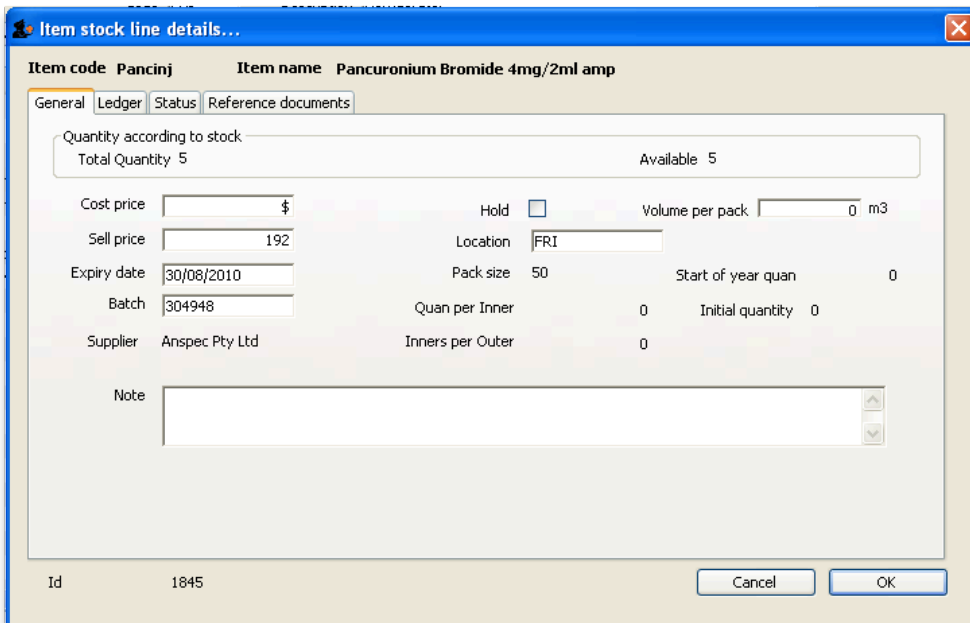 Item stock line details...
Item code Pancinj Item name Pancuronium Bromide 4mg/2ml amp
General Ledger Status Reference documents
Quantity according to stock
Total Quantity 5 Available 5
Cost price $ Hold Volume per pack 0 m3
Sell price 192 Location FRI
Expiry date 30/08/2010 Pack size 50 Start of year quan 0
Batch 304948 Quan per Inner 0 Initial quantity 0
Supplier Anspec Pty Ltd Inners per Outer 0
Note
Id 1845 Cancel OK